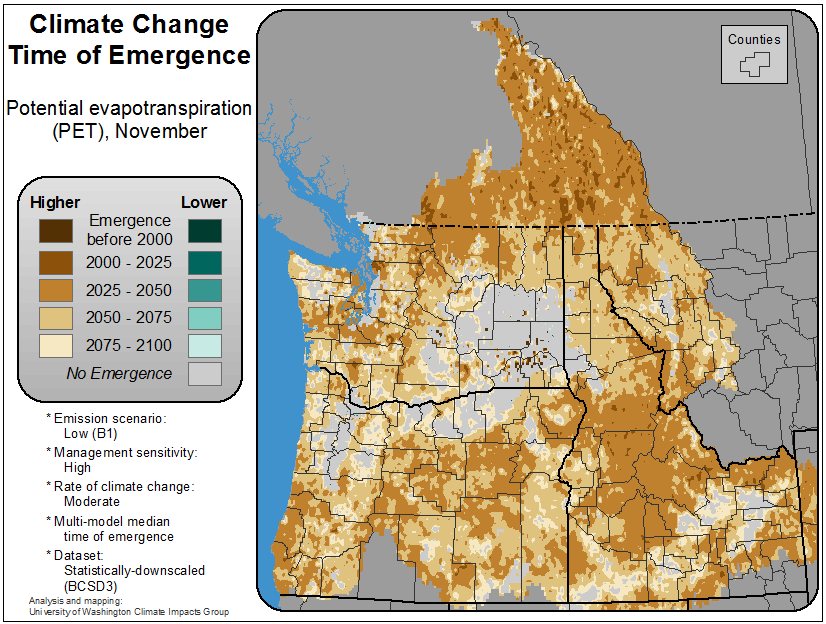 Climate Change
Time of Emergence
Potential evapotranspiration
(PET), November
Higher
Lower
Emergence
before 2000
2000 - 2025
2025 - 2050
2050 - 2075
2075 - 2100
No Emergence
* Emission scenario:
Low (B1)
* Management sensitivity:
High
* Rate of climate change:
Moderate
* Multi-model median
time of emergence
* Dataset:
Statistically-downscaled
(BCSD3)
Analysis and mapping:
University of Washington Climate Impacts Group
Counties